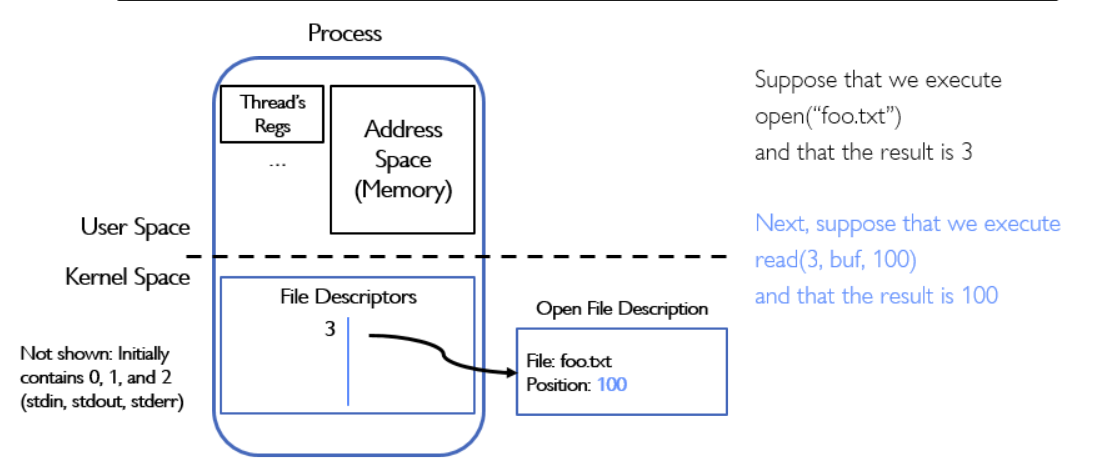 Process
Thread's
Regs
...
Address
Space
(Memory)
User Space
Kernel Space
File Descriptors
3
Not shown: Initially
contains 0, 1, and 2
(stdin, stdout, stderr)
Open File Description
File: foo.txt
Position: 100
Suppose that we execute
open(“foo.txt”)
and that the result is 3
Next, suppose that we execute
read(3, buf, 100)
and that the result is 100